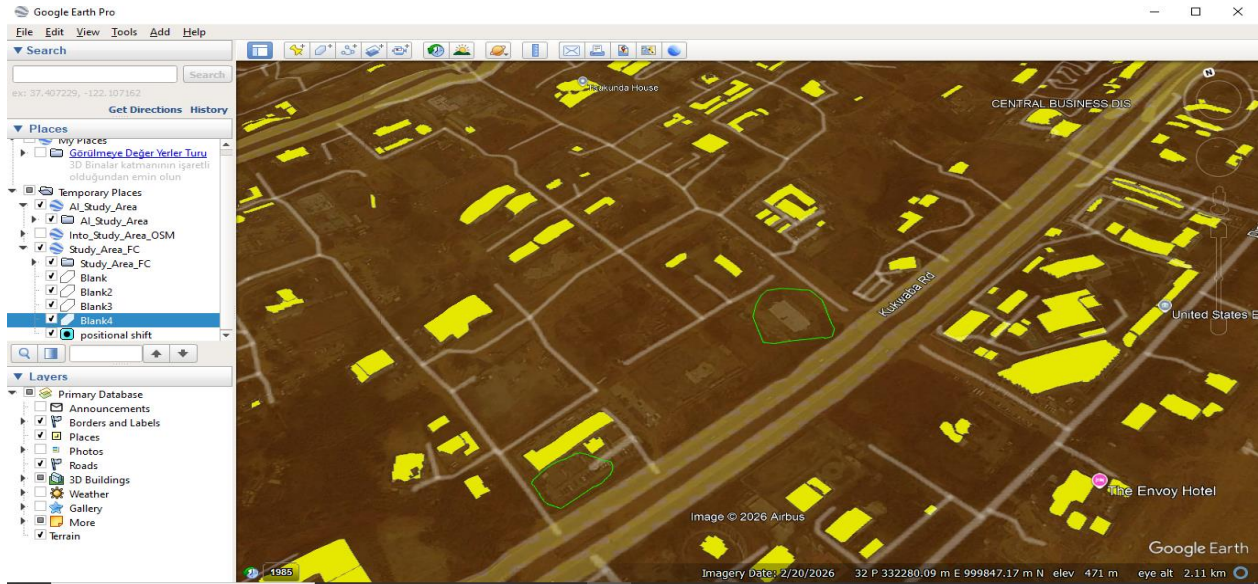 Google Earth Pro
File Edit View Tools Add Help
Search
Search
ex: 37.407229, -122.107162
Get Directions History
Places
My Places
Görülmeye Değer Yerler Turu
3D Binalar katmanının işaretli
olduğundan emin olun
Temporary Places
AI_Study_Area
AI_Study_Area
Into_Study_Area_OSM
Study_Area_FC
Study_Area_FC
Blank
Blank2
Blank3
Blank4
positional shift
Layers
Primary Database
Announcements
Borders and Labels
Places
Photos
Roads
3D Buildings
Weather
Gallery
More
Terrain
House
CENTRAL BUSINESS DIS
N
Kukwaba Rd
United States E
The Envoy Hotel
Image © 2026 Airbus
Google Earth
1985
Imagery Date: 2/20/2026 32 P 332280.09 m E 999847.17 m N elev 471 m eye alt 2.11 km